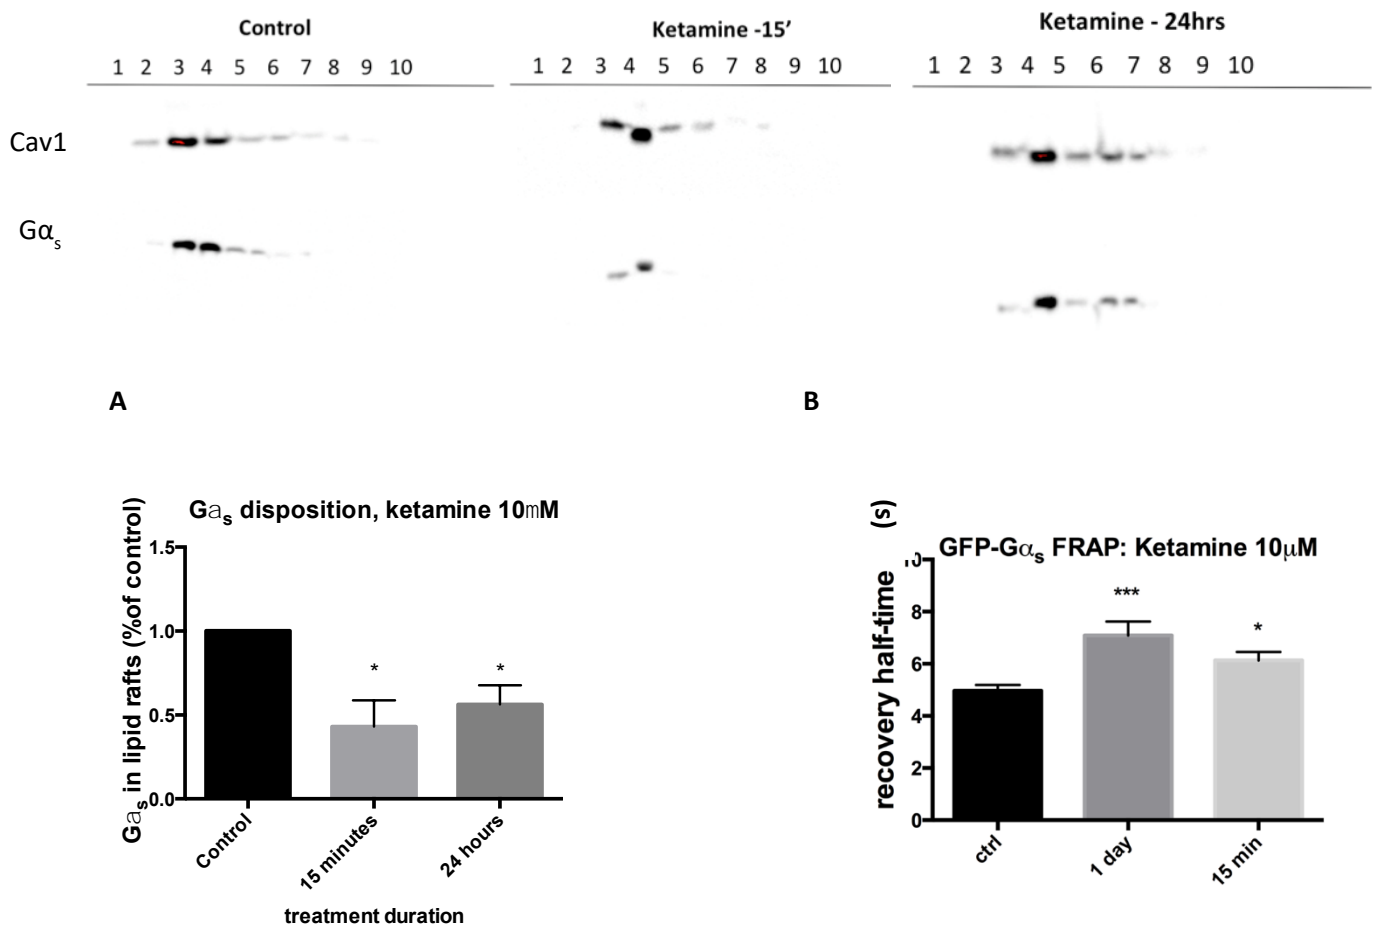 Control
Ketamine -15’
Ketamine - 24hrs
1 2 3 4 5 6 7 8 9 10
1 2 3 4 5 6 7 8 9 10
1 2 3 4 5 6 7 8 9 10
Cav1
Gαs
A
B
Gas disposition, ketamine 10mM
Gas in lipid rafts (%of control)
1.5
1.0
0.5
0.0
*
*
Control
15 minutes
24 hours
treatment duration
GFP-Gαs FRAP: Ketamine 10μM
recovery half-time (s)
10
8
6
4
2
0
***
*
ctrl
1 day
15 min